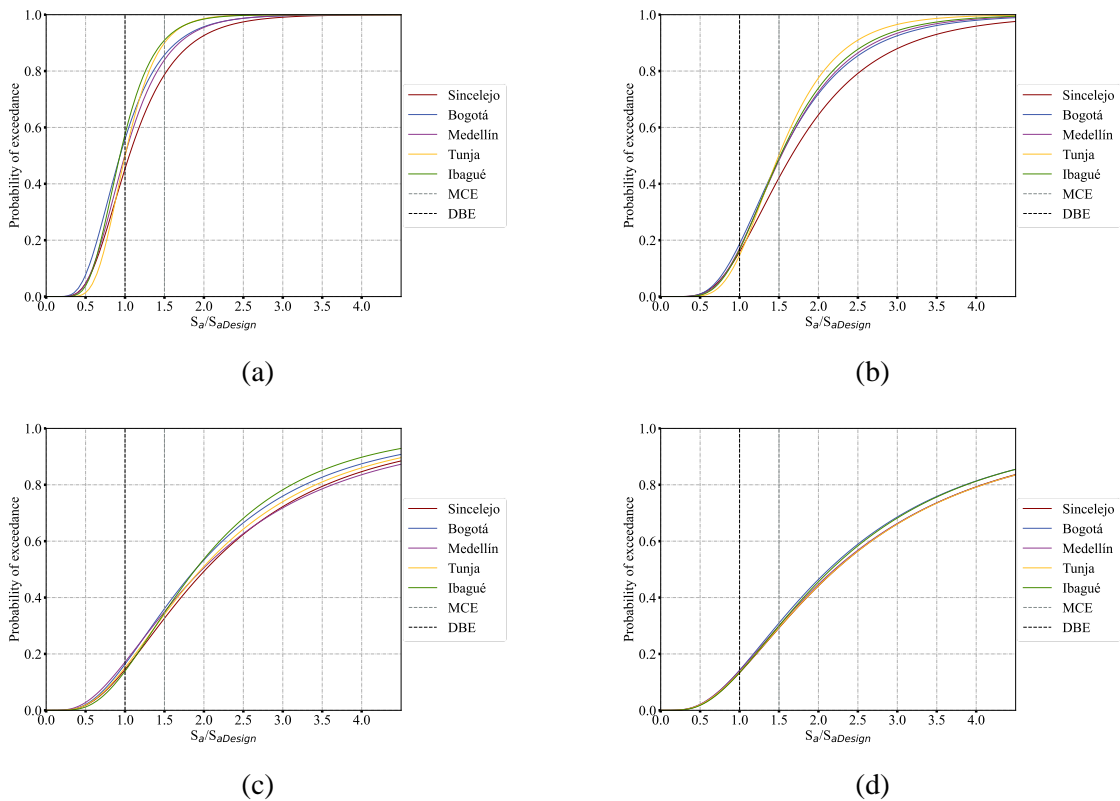 Probability of exceedance
1.0
0.8
0.6
0.4
0.2
0.0
0.0 0.5 1.0 1.5 2.0 2.5 3.0 3.5 4.0
Sa/SaDesign
Sincelejo
Bogotá
Medellín
Tunja
Ibagué
MCE
DBE
(a)
Probability of exceedance
1.0
0.8
0.6
0.4
0.2
0.0
0.0 0.5 1.0 1.5 2.0 2.5 3.0 3.5 4.0
Sa/SaDesign
Sincelejo
Bogotá
Medellín
Tunja
Ibagué
MCE
DBE
(b)
Probability of exceedance
1.0
0.8
0.6
0.4
0.2
0.0
0.0 0.5 1.0 1.5 2.0 2.5 3.0 3.5 4.0
Sa/SaDesign
Sincelejo
Bogotá
Medellín
Tunja
Ibagué
MCE
DBE
(c)
Probability of exceedance
1.0
0.8
0.6
0.4
0.2
0.0
0.0 0.5 1.0 1.5 2.0 2.5 3.0 3.5 4.0
Sa/SaDesign
Sincelejo
Bogotá
Medellín
Tunja
Ibagué
MCE
DBE
(d)